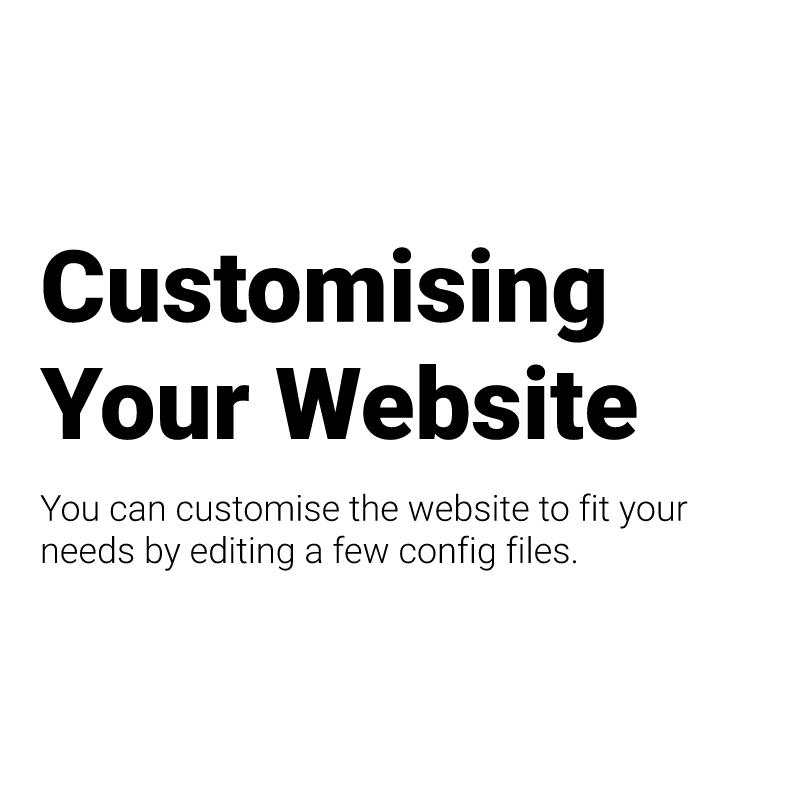 Customising
Your Website
You can customise the website to fit your
needs by editing a few config files.